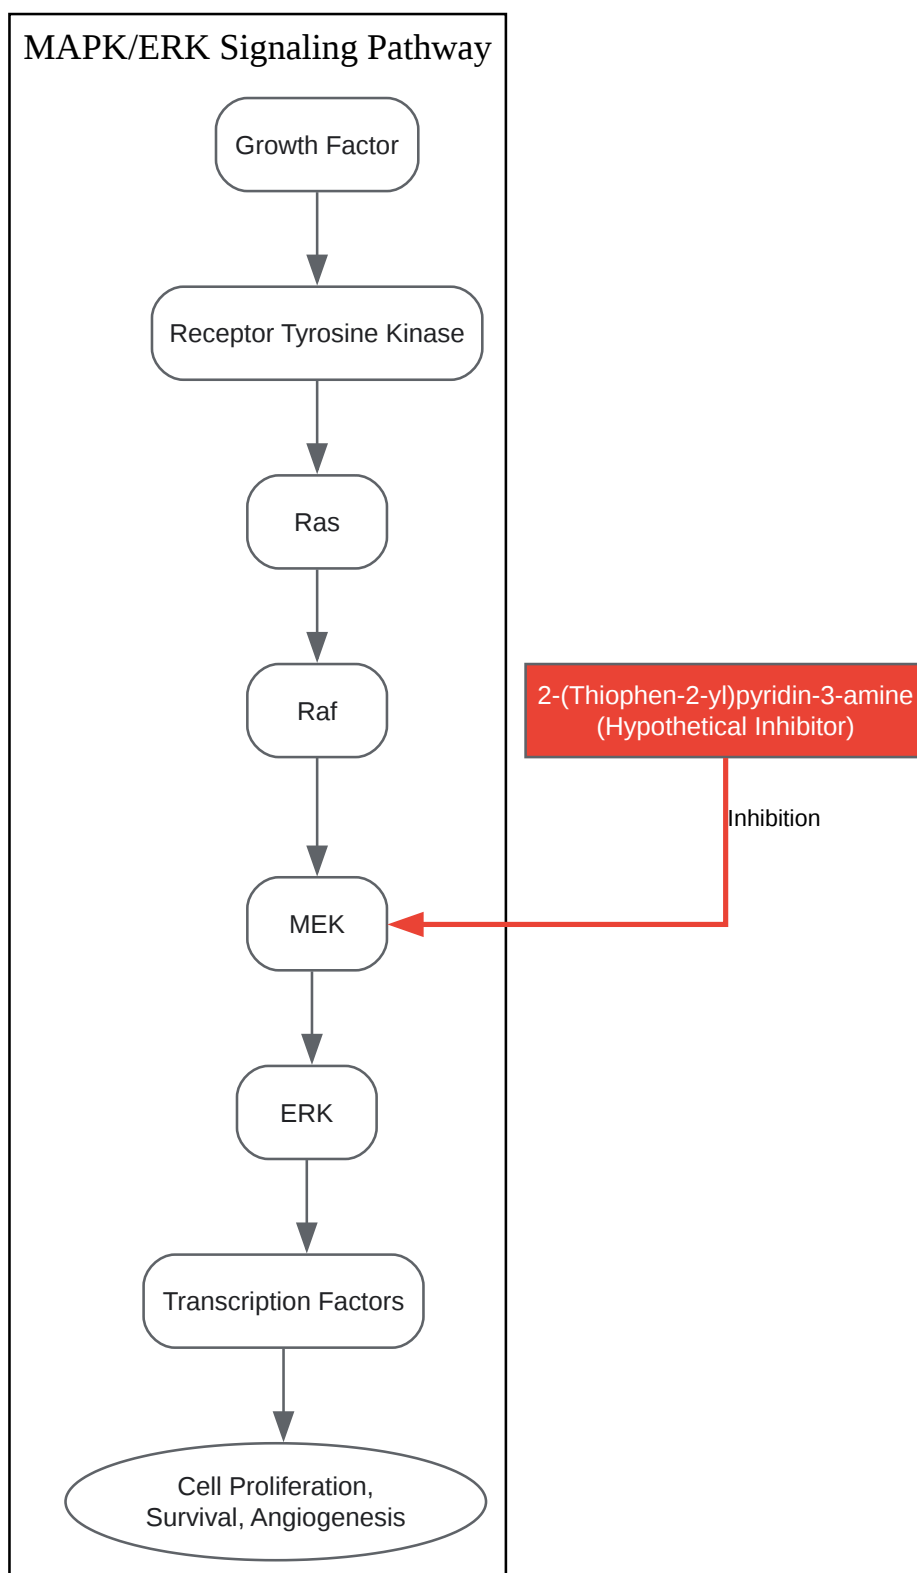 MAPK/ERK Signaling Pathway
Growth Factor
Receptor Tyrosine Kinase
Ras
Raf
2-(Thiophen-2-yl)pyridin-3-amine
(Hypothetical Inhibitor)
Inhibition
MEK
ERK
Transcription Factors
Cell Proliferation,
Survival, Angiogenesis